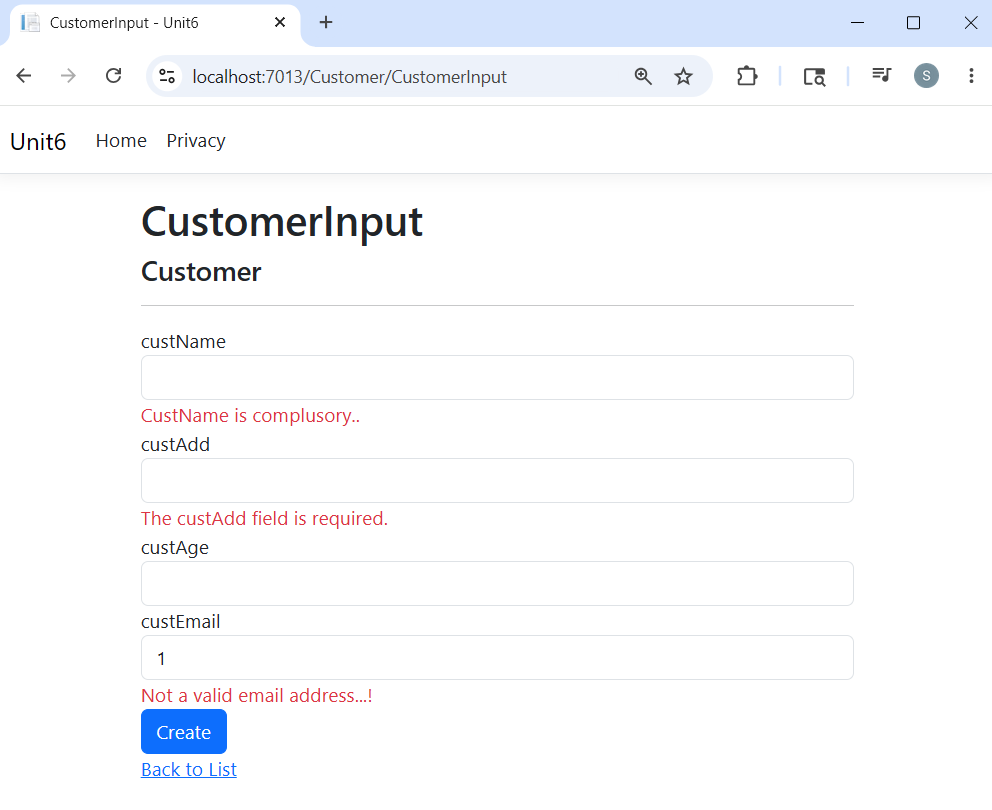 CustomerInput - Unit6
localhost:7013/Customer/CustomerInput
S
Unit6 Home Privacy
CustomerInput
Customer
custName
CustName is complusory..
custAdd
The custAdd field is required.
custAge
custEmail
1
Not a valid email address...!
Create
Back to List